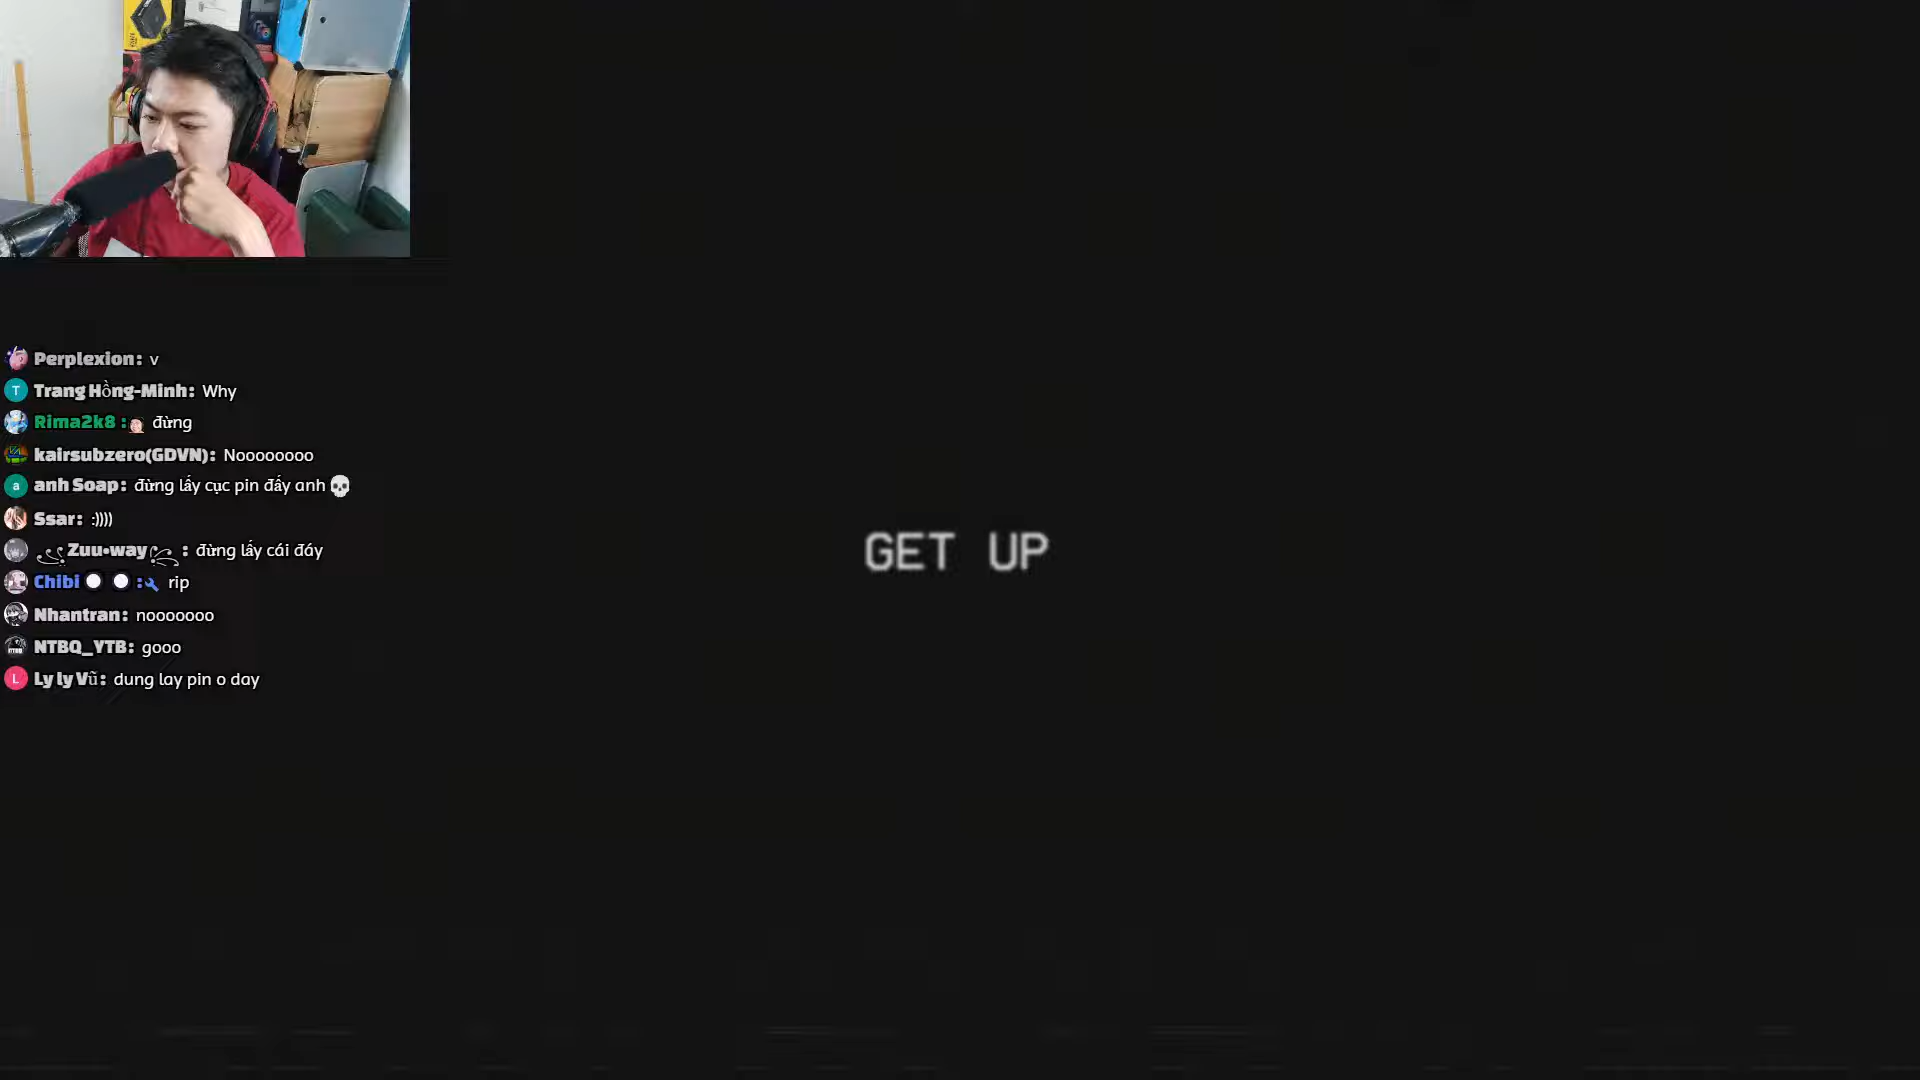 Perplexion: v
T Trang Hồng-Minh: Why
Rima2k8 : đừng
kairsubzero(GDVN): Noooooooo
a anh Soap: đừng lấy cục pin đấy anh 💀
Ssar: :))))
Zuu•way : đừng lấy cái đáy
Chibi : rip
Nhantran: nooooooo
NTBQ_YTB: gooo
L Ly ly Vũ: dung lay pin o day
GET UP